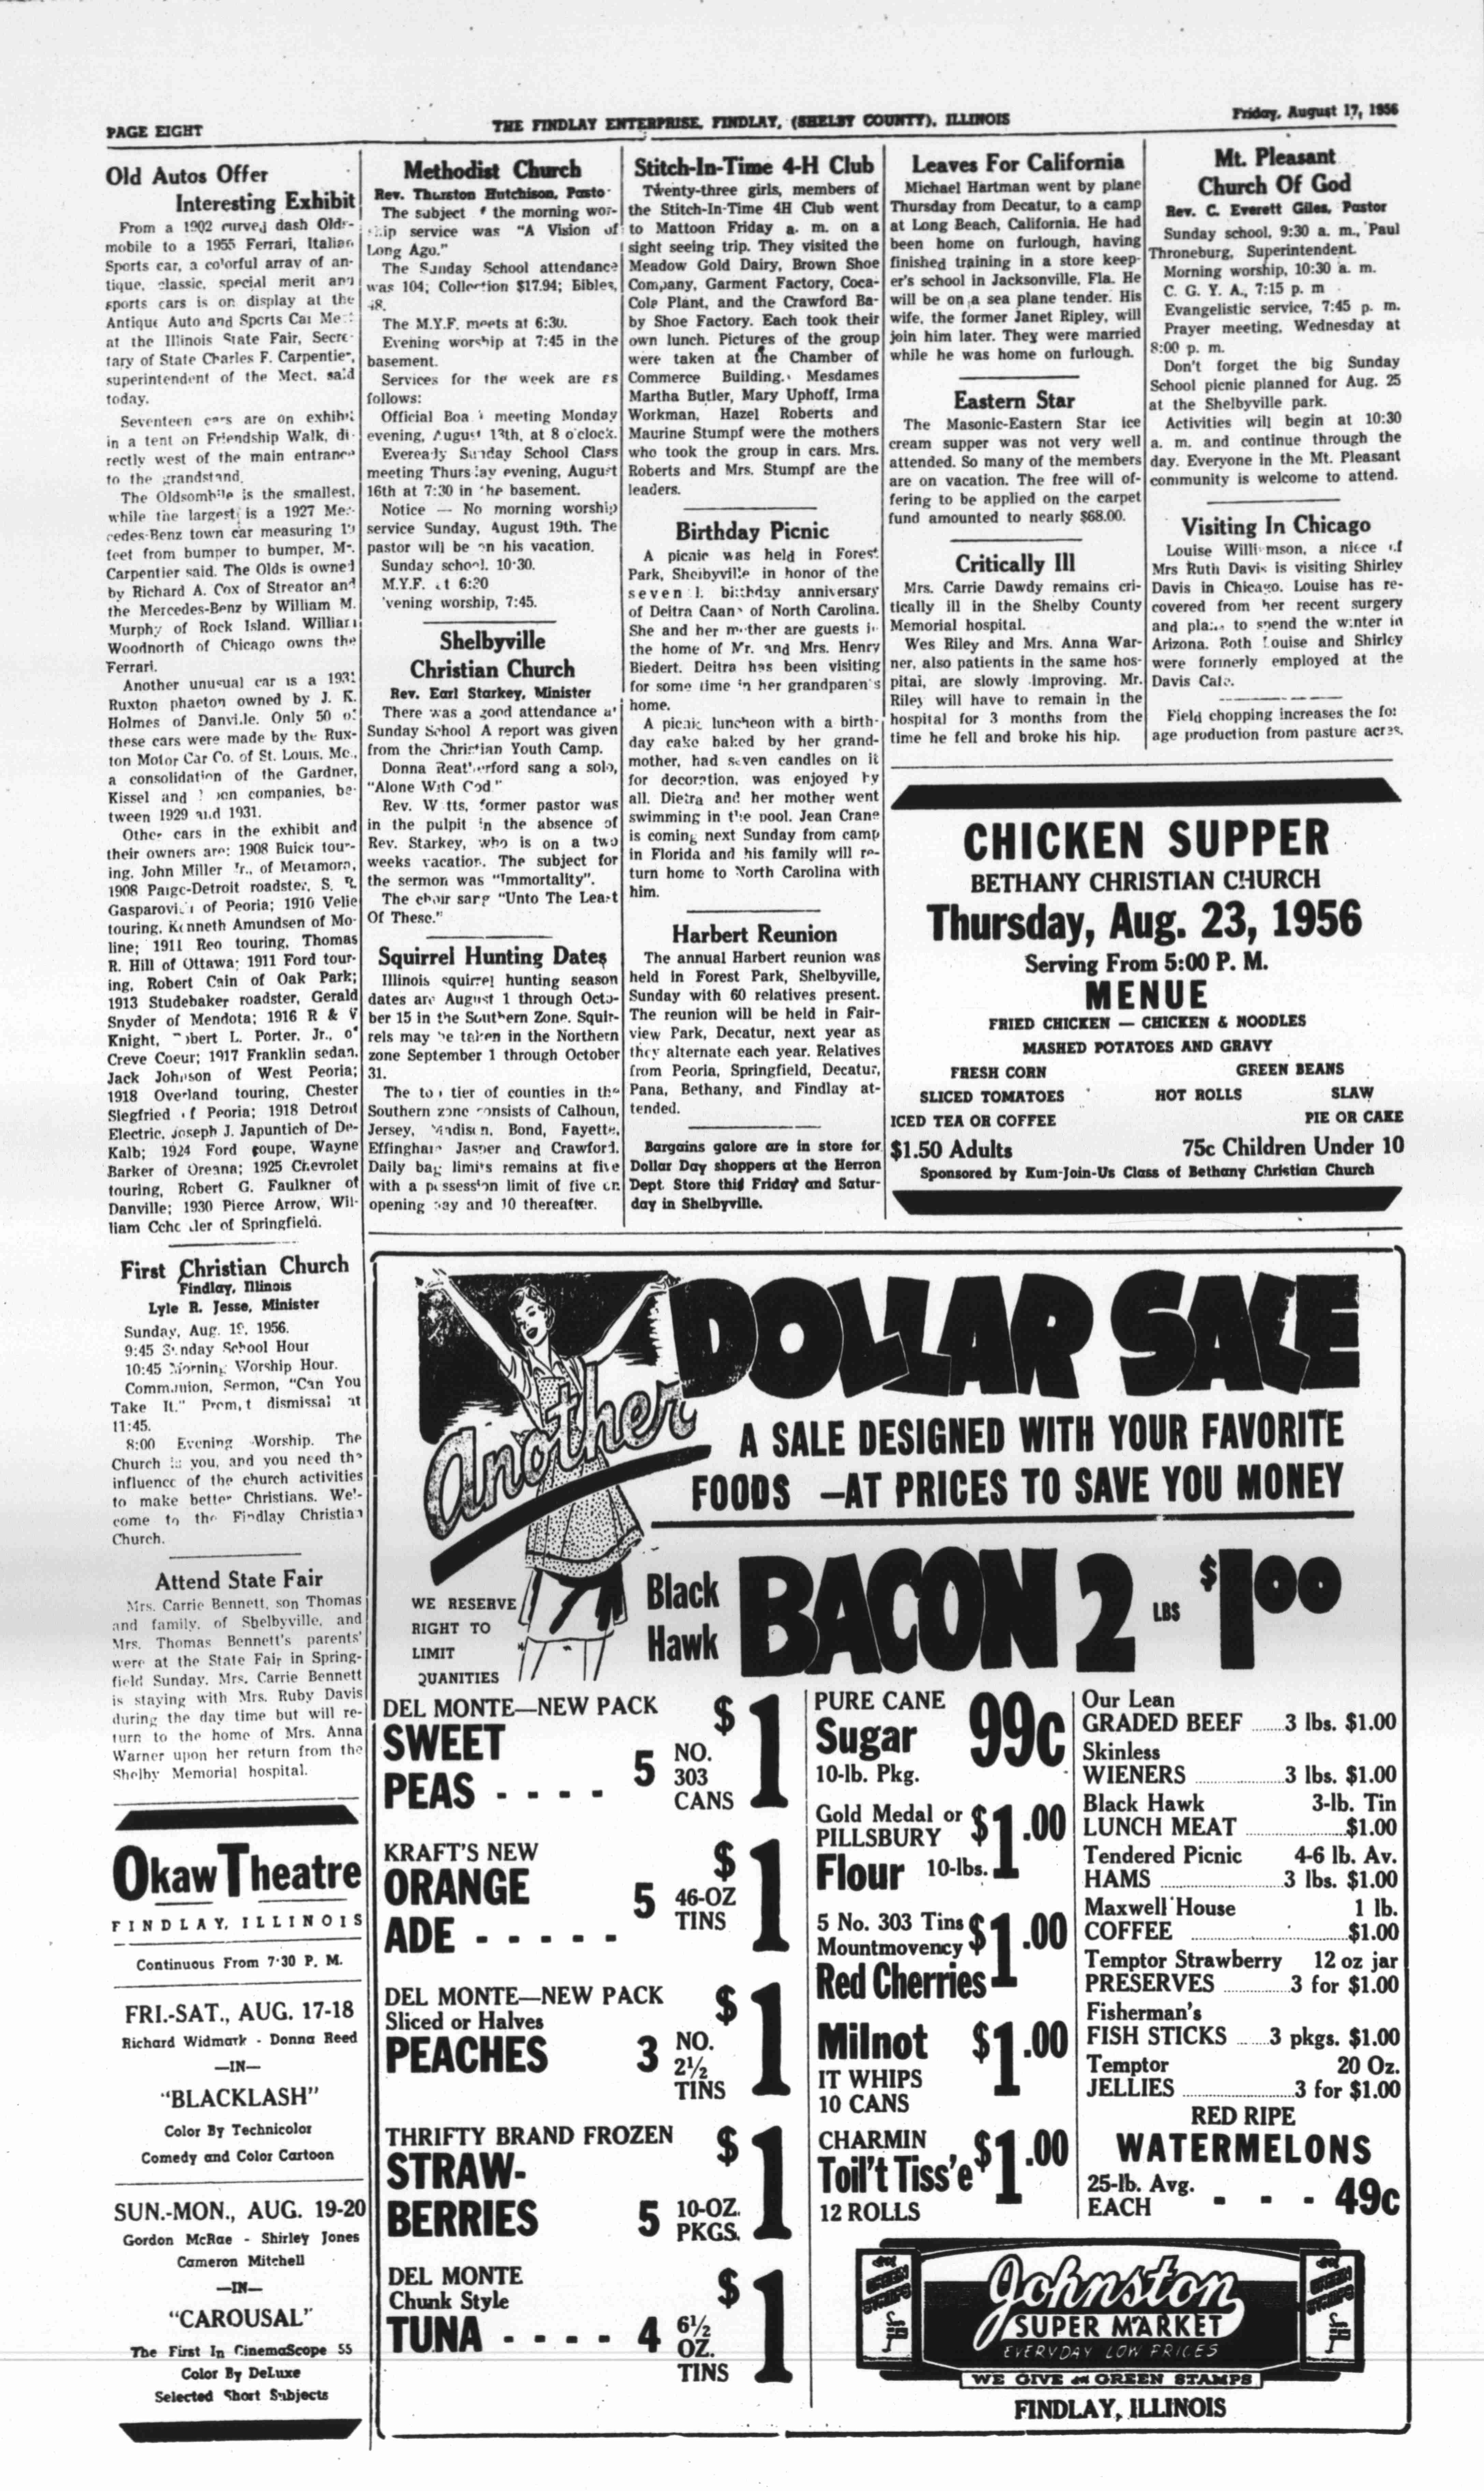 PAGE EIGHT
THE FINDLAY ENTERPRISE, FINDLAY, (SHELBY COUNTY), ILLINOIS
Friday, August 17, 1956
Old Autos Offer
Interesting Exhibit
From a 1902 curved dash Olds-
mobile to a 1955 Ferrari, Italian
Sports car, a colorful array of an-
tique, classic, special merit and
sports cars is on display at the
Antique Auto and Sports Car Meet
at the Illinois State Fair, Secre-
tary of State Charles F. Carpentier,
superintendent of the Meet, said
today.
Seventeen cars are on exhibit
in a tent on Friendship Walk, di-
rectly west of the main entrance
to the grandstand.
The Oldsombile is the smallest,
while the largest is a 1927 Mer-
cedes-Benz town car measuring
feet from bumper to bumper, Mr.
Carpentier said. The Olds is owned
by Richard A. Cox of Streator and
the Mercedes-Benz by William M.
Murphy of Rock Island. William
Woodnorth of Chicago owns the
Ferrari.
Another unusual car is a 1931
Ruxton phaeton owned by J. K.
Holmes of Danville. Only 50 of
these cars were made by the Rux-
ton Motor Car Co. of St. Louis, Mo.,
a consolidation of the Gardner,
Kissel and companies, be-
tween 1929 and 1931.
Other cars in the exhibit and
their owners are: 1908 Buick tour-
ing, John Miller Jr., of Metamora,
1908 Paige-Detroit roadster, S. R.
of Peoria; 1910 Velie
touring, Kenneth Amundsen of Mo-
line; 1911 Reo touring, Thomas
R. Hill of Ottawa; 1911 Ford tour-
ing, Robert Cain of Oak Park;
1913 Studebaker roadster, Gerald
Snyder of Mendota; 1916 R & V
Knight, Robert L. Porter, Jr., of
Creve Coeur; 1917 Franklin sedan,
Jack Johnson of West Peoria;
1918 Overland touring, Chester
Siegfried of Peoria; 1918 Detroit
Electric, Joseph J. Japuntich of De-
Kalb; 1924 Ford coupe, Wayne
Barker of Oreana; 1925 Chevrolet
touring, Robert G. Faulkner of
Danville; 1930 Pierce Arrow, Wil-
liam of Springfield.
First Christian Church
Findlay, Illinois
Lyle R. Jesse, Minister
Sunday, Aug. 19, 1956.
9:45 Sunday School Hour
10:45 Morning Worship Hour.
Communion, Sermon, "Can You
Take It." Prompt dismissal at
11:45.
8:00 Evening Worship. The
Church is you, and you need the
influence of the church activities
to make better Christians. Wel-
come to the Findlay Christian
Church.
Attend State Fair
Mrs. Carrie Bennett, son Thomas
and family, of Shelbyville, and
Mrs. Thomas Bennett's parents'
were at the State Fair in Spring-
field Sunday. Mrs. Carrie Bennett
is staying with Mrs. Ruby Davis
during the day time but will re-
turn to the home of Mrs. Anna
Warner upon her return from the
Shelby Memorial hospital.
Okaw Theatre
FINDLAY, ILLINOIS
Continuous From 7:30 P. M.
FRI.-SAT., AUG. 17-18
Richard Widmark - Donna Reed
—IN—
"BLACKLASH"
Color By Technicolor
Comedy and Color Cartoon
SUN.-MON., AUG. 19-20
Gordon McRae - Shirley Jones
Cameron Mitchell
—IN—
"CAROUSAL"
The First In CinemaScope 55
Color By DeLuxe
Selected Short Subjects
Methodist Church
Rev. Thurston Hutchison, Pasto
The subject the morning wor-
ship service was "A Vision of
Long Ago."
The Sunday School attendance
was 104; Collection $17.94; Bibles,
48.
The M.Y.F. meets at 6:30.
Evening worship at 7:45 in the
basement.
Services for the week are as
follows:
Official Boa meeting Monday
evening, August 13th, at 8 o'clock.
Eveready Sunday School Class
meeting Thursday evening, August
16th at 7:30 in the basement.
Notice — No morning worship
service Sunday, August 19th. The
pastor will be on his vacation.
Sunday school, 10:30.
M.Y.F. at 6:30
'vening worship, 7:45.
Shelbyville
Christian Church
Rev. Earl Starkey, Minister
There was a good attendance at
Sunday School A report was given
from the Christian Youth Camp.
Donna Reatherford sang a solo,
"Alone With God"
Rev. W tts, former pastor was
in the pulpit in the absence of
Rev. Starkey, who is on a two
weeks vacation. The subject for
the sermon was "Immortality".
The choir sang "Unto The Least
Of These."
Squirrel Hunting Dates
Illinois squirrel hunting season
dates are August 1 through Octo-
ber 15 in the Southern Zone. Squir-
rels may be taken in the Northern
zone September 1 through October
31.
The top tier of counties in the
Southern zone consists of Calhoun,
Jersey, Madison, Bond, Fayette,
Effingham Jasper and Crawford.
Daily bag limits remains at five
with a possession limit of five on
opening day and 10 thereafter.
Stitch-In-Time 4-H Club
Twenty-three girls, members of
the Stitch-In-Time 4H Club went
to Mattoon Friday a. m. on a
sight seeing trip. They visited the
Meadow Gold Dairy, Brown Shoe
Company, Garment Factory, Coca-
Cola Plant, and the Crawford Ba-
by Shoe Factory. Each took their
own lunch. Pictures of the group
were taken at the Chamber of
Commerce Building. Mesdames
Martha Butler, Mary Uphoff, Irma
Workman, Hazel Roberts and
Maurine Stumpf were the mothers
who took the group in cars. Mrs.
Roberts and Mrs. Stumpf are the
leaders.
Birthday Picnic
A picnic was held in Forest
Park, Shelbyville in honor of the
seven birthday anniversary
of Deitra Caan of North Carolina.
She and her mother are guests in
the home of Mr. and Mrs. Henry
Biedert. Deitra has been visiting
for some time in her grandparen's
home.
A picnic luncheon with a birth-
day cake baked by her grand-
mother, had seven candles on it
for decoration, was enjoyed by
all. Dietra and her mother went
swimming in the pool. Jean Crane
is coming next Sunday from camp
in Florida and his family will re-
turn home to North Carolina with
him.
Harbert Reunion
The annual Harbert reunion was
held in Forest Park, Shelbyville,
Sunday with 60 relatives present.
The reunion will be held in Fair-
view Park, Decatur, next year as
they alternate each year. Relatives
from Peoria, Springfield, Decatur,
Pana, Bethany, and Findlay at-
tended.
Bargains galore are in store for
Dollar Day shoppers at the Herron
Dept. Store this Friday and Satur-
day in Shelbyville.
Leaves For California
Michael Hartman went by plane
Thursday from Decatur, to a camp
at Long Beach, California. He had
been home on furlough, having
finished training in a store keep-
er's school in Jacksonville, Fla. He
will be on a sea plane tender. His
wife, the former Janet Ripley, will
join him later. They were married
while he was home on furlough.
Eastern Star
The Masonic-Eastern Star ice
cream supper was not very well
attended. So many of the members
are on vacation. The free will of-
fering to be applied on the carpet
fund amounted to nearly $68.00.
Critically Ill
Mrs. Carrie Dawdy remains cri-
tically ill in the Shelby County
Memorial hospital.
Wes Riley and Mrs. Anna War-
ner, also patients in the same hos-
pital, are slowly improving. Mr.
Riley will have to remain in the
hospital for 3 months from the
time he fell and broke his hip.
Mt. Pleasant
Church Of God
Rev. C. Everett Giles, Pastor
Sunday school, 9:30 a. m., Paul
Throneburg, Superintendent.
Morning worship, 10:30 a. m.
C. G. Y. A., 7:15 p. m
Evangelistic service, 7:45 p. m.
Prayer meeting, Wednesday at
8:00 p. m.
Don't forget the big Sunday
School picnic planned for Aug. 25
at the Shelbyville park.
Activities will begin at 10:30
a. m. and continue through the
day. Everyone in the Mt. Pleasant
community is welcome to attend.
Visiting In Chicago
Louise Williamson, a niece of
Mrs Ruth Davis is visiting Shirley
Davis in Chicago. Louise has re-
covered from her recent surgery
and plans to spend the winter in
Arizona. Both Louise and Shirley
were formerly employed at the
Davis Cafe.
Field chopping increases the for
age production from pasture acres.
CHICKEN SUPPER
BETHANY CHRISTIAN CHURCH
Thursday, Aug. 23, 1956
Serving From 5:00 P. M.
MENUE
FRIED CHICKEN — CHICKEN & NOODLES
MASHED POTATOES AND GRAVY
FRESH CORN GREEN BEANS
SLICED TOMATOES HOT ROLLS SLAW
ICED TEA OR COFFEE PIE OR CAKE
$1.50 Adults 75c Children Under 10
Sponsored by Kum-Join-Us Class of Bethany Christian Church
Another
DOLLAR SALE
A SALE DESIGNED WITH YOUR FAVORITE
FOODS —AT PRICES TO SAVE YOU MONEY
WE RESERVE
RIGHT TO
LIMIT
QUANITIES
Black
Hawk
BACON 2 LBS $1.00
DEL MONTE—NEW PACK
SWEET
PEAS - - - - 5 NO. 303 CANS $1
KRAFT'S NEW
ORANGE
ADE - - - - - 5 46-OZ TINS $1
DEL MONTE—NEW PACK
Sliced or Halves
PEACHES 3 NO. 2½ TINS $1
THRIFTY BRAND FROZEN
STRAW-
BERRIES 5 10-OZ. PKGS. $1
DEL MONTE
Chunk Style
TUNA - - - - 4 6½ OZ. TINS $1
PURE CANE
Sugar 99c
10-lb. Pkg.
Gold Medal or
PILLSBURY
Flour 10-lbs. $1.00
5 No. 303 Tins
Mountmovency
Red Cherries $1.00
Milnot $1.00
IT WHIPS
10 CANS
CHARMIN
Toil't Tiss'e $1.00
12 ROLLS
Our Lean
GRADED BEEF ...... 3 lbs. $1.00
Skinless
WIENERS ...... 3 lbs. $1.00
Black Hawk 3-lb. Tin
LUNCH MEAT ...... $1.00
Tendered Picnic 4-6 lb. Av.
HAMS ...... 3 lbs. $1.00
Maxwell House 1 lb.
COFFEE ...... $1.00
Temptor Strawberry 12 oz jar
PRESERVES ...... 3 for $1.00
Fisherman's
FISH STICKS ...... 3 pkgs. $1.00
Temptor 20 Oz.
JELLIES ...... 3 for $1.00
RED RIPE
WATERMELONS
25-lb. Avg.
EACH - - - 49c
Johnston
SUPER MARKET
EVERYDAY LOW PRICES
WE GIVE S&H GREEN STAMPS
FINDLAY, ILLINOIS